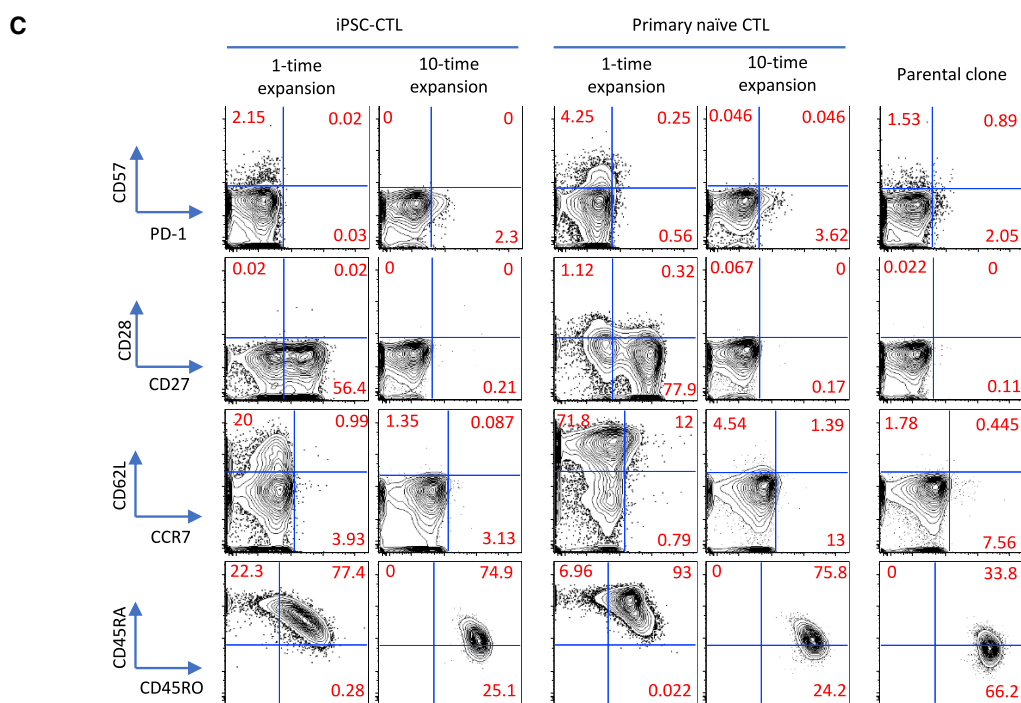 C
iPSC-CTL
Primary naïve CTL
1-time
expansion
10-time
expansion
1-time
expansion
10-time
expansion
Parental clone
CD57
PD-1
2.15 0.02
0.03
0 0
2.3
4.25 0.25
0.56
0.046 0.046
3.62
1.53 0.89
2.05
CD28
CD27
0.02 0.02
56.4
0 0
0.21
1.12 0.32
77.9
0.067 0
0.17
0.022 0
0.11
CD62L
CCR7
20 0.99
3.93
1.35 0.087
3.13
71.8 12
0.79
4.54 1.39
13
1.78 0.445
7.56
CD45RA
CD45RO
22.3 77.4
0.28
0 74.9
25.1
6.96 93
0.022
0 75.8
24.2
0 33.8
66.2